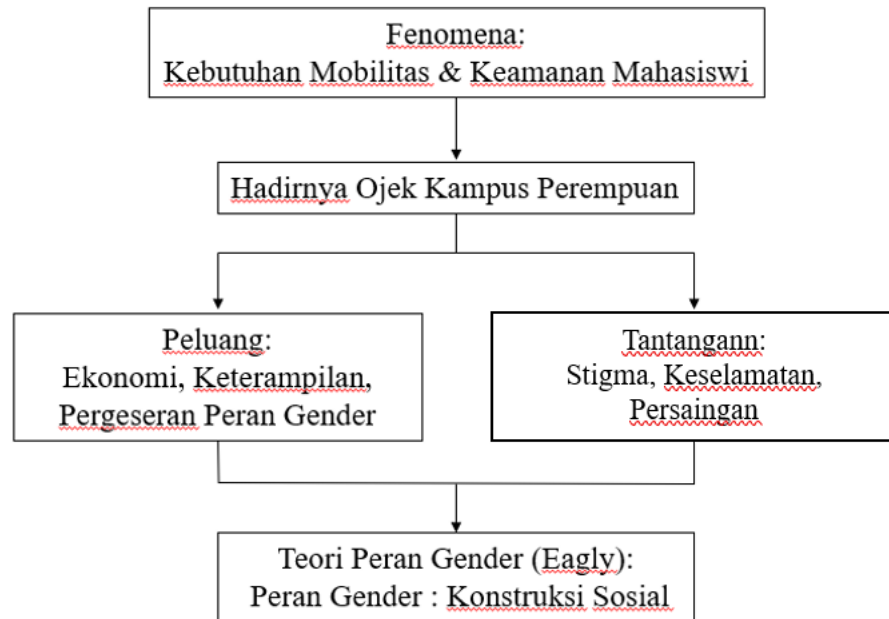 Fenomena:
Kebutuhan Mobilitas & Keamanan Mahasiswi
Hadirnya Ojek Kampus Perempuan
Peluang:
Ekonomi, Keterampilan,
Pergeseran Peran Gender
Tantangann:
Stigma, Keselamatan,
Persaingan
Teori Peran Gender (Eagly):
Peran Gender : Konstruksi Sosial